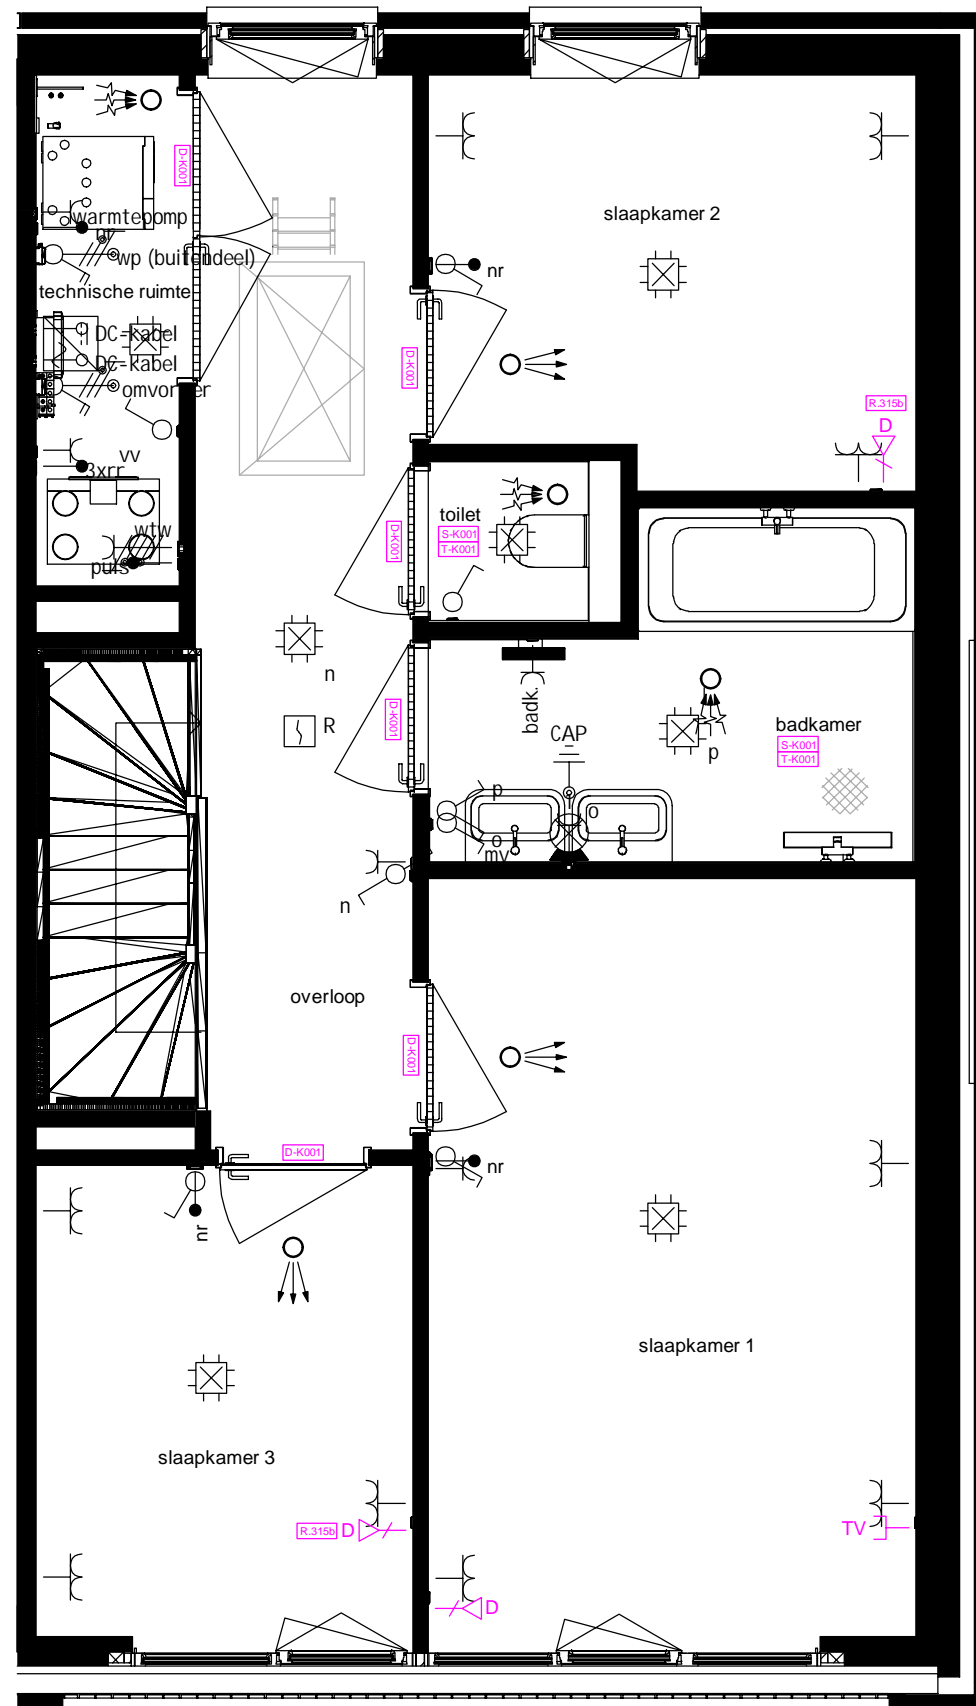 D-K001
slaapkamer 2
warmtepomp
nr
wp (buitendeel)
nr
technische ruimte
DC-kabel
D-K001
DC-kabel
omvormer
R.315b
D
vv
3xrr
toilet
D-K001
S-K001
T-K001
wtw
puls
n
badk.
D-K001
R
CAP
badkamer
S-K001
T-K001
p
p
o
o
mv
n
overloop
D-K001
D-K001
nr
nr
slaapkamer 1
slaapkamer 3
R.315b D
TV
D